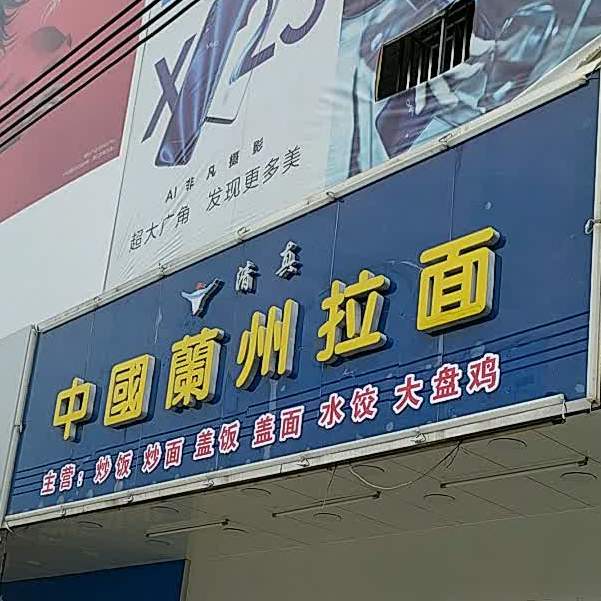 X23
AI 非凡摄影
超大广角 发现更多美
清真
中國蘭州拉面
主营：炒饭 炒面 盖饭 盖面 水饺 大盘鸡